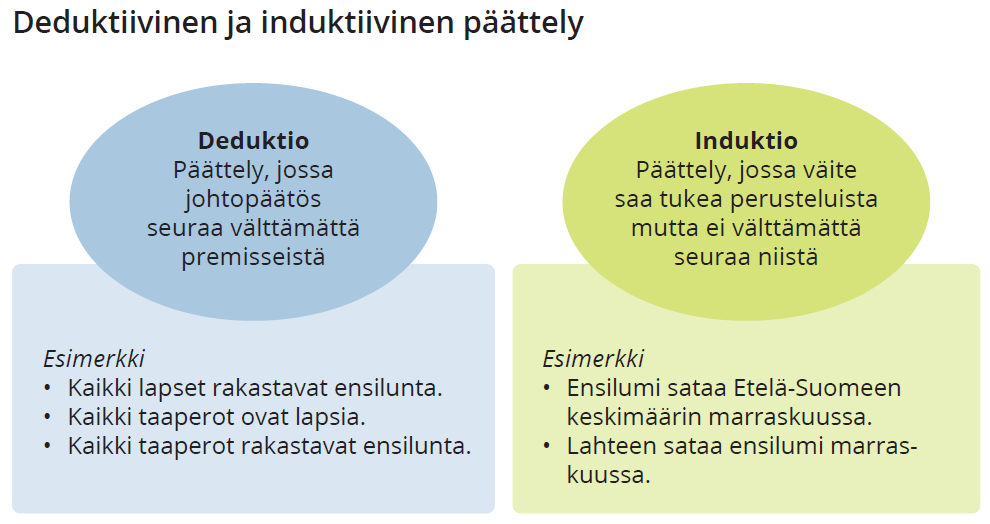 Deduktiivinen ja induktiivinen päättely
Deduktio
Päättely, jossa
johtopäätös
seuraa välttämättä
premisseistä
Esimerkki
• Kaikki lapset rakastavat ensilunta.
• Kaikki taaperot ovat lapsia.
• Kaikki taaperot rakastavat ensilunta.
Induktio
Päättely, jossa väite
saa tukea perusteluista
mutta ei välttämättä
seuraa niistä
Esimerkki
• Ensilumi sataa Etelä-Suomeen
keskimäärin marraskuussa.
• Lahteen sataa ensilumi marras-
kuussa.